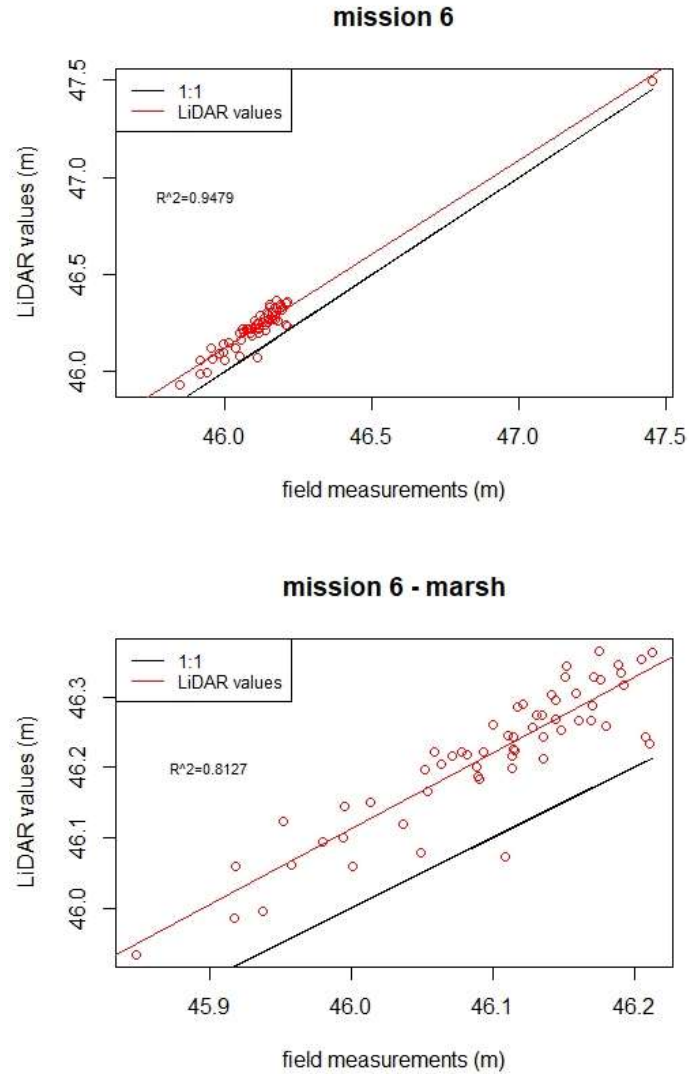 mission 6
1:1
LiDAR values
R^2=0.9479
LiDAR values (m)
47.5
47.0
46.5
46.0
46.0 46.5 47.0 47.5
field measurements (m)
mission 6 - marsh
1:1
LiDAR values
R^2=0.8127
LiDAR values (m)
46.3
46.2
46.1
46.0
45.9 46.0 46.1 46.2
field measurements (m)